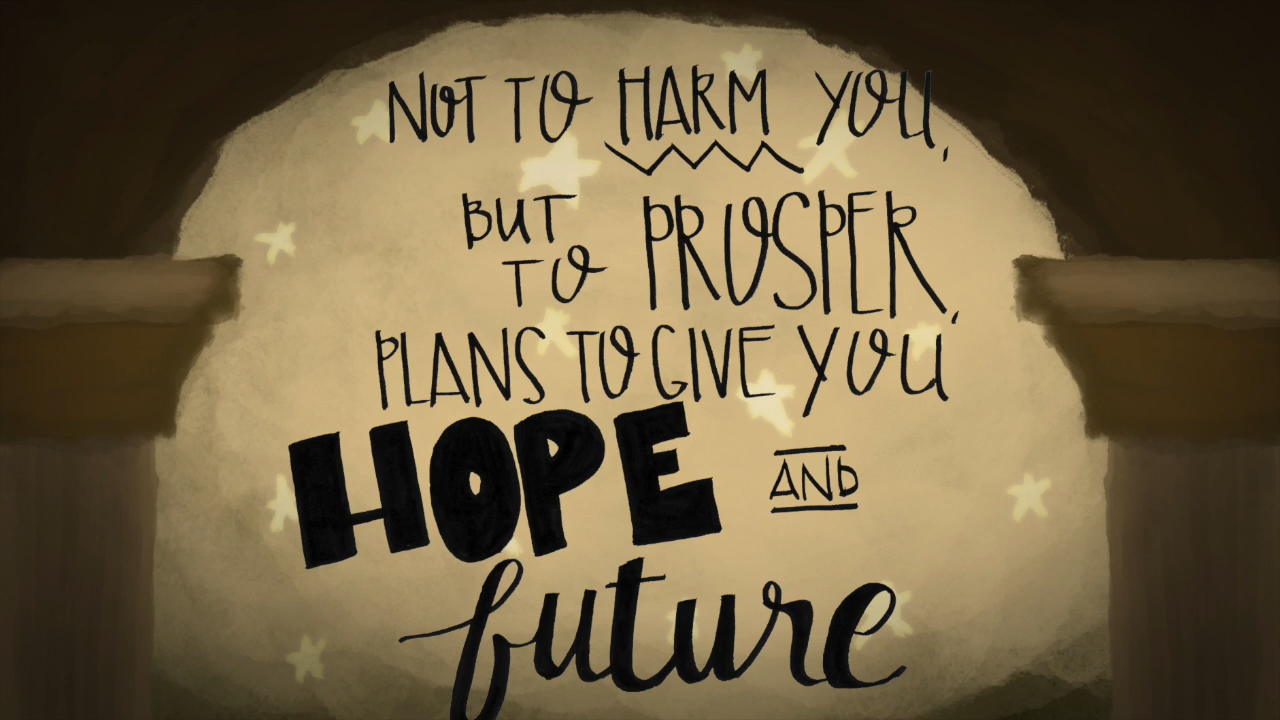 NOT TO HARM YOU,
BUT TO PROSPER,
PLANS TO GIVE YOU
HOPE AND
future